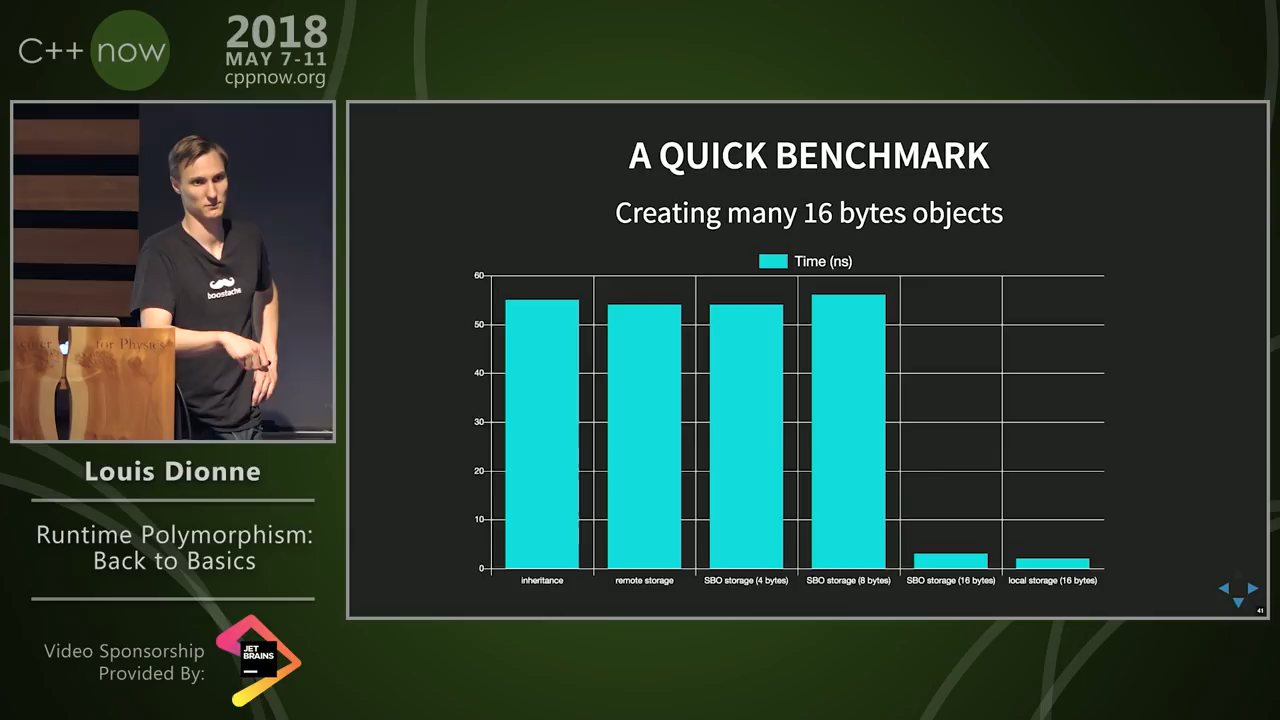 C++ now
2018
MAY 7-11
cppnow.org
boostache
for Physics
Louis Dionne
Runtime Polymorphism:
Back to Basics
Video Sponsorship
Provided By:
JET
BRAINS
A QUICK BENCHMARK
Creating many 16 bytes objects
Time (ns)
60
50
40
30
20
10
0
inheritance
remote storage
SBO storage (4 bytes)
SBO storage (8 bytes)
SBO storage (16 bytes)
local storage (16 bytes)
41